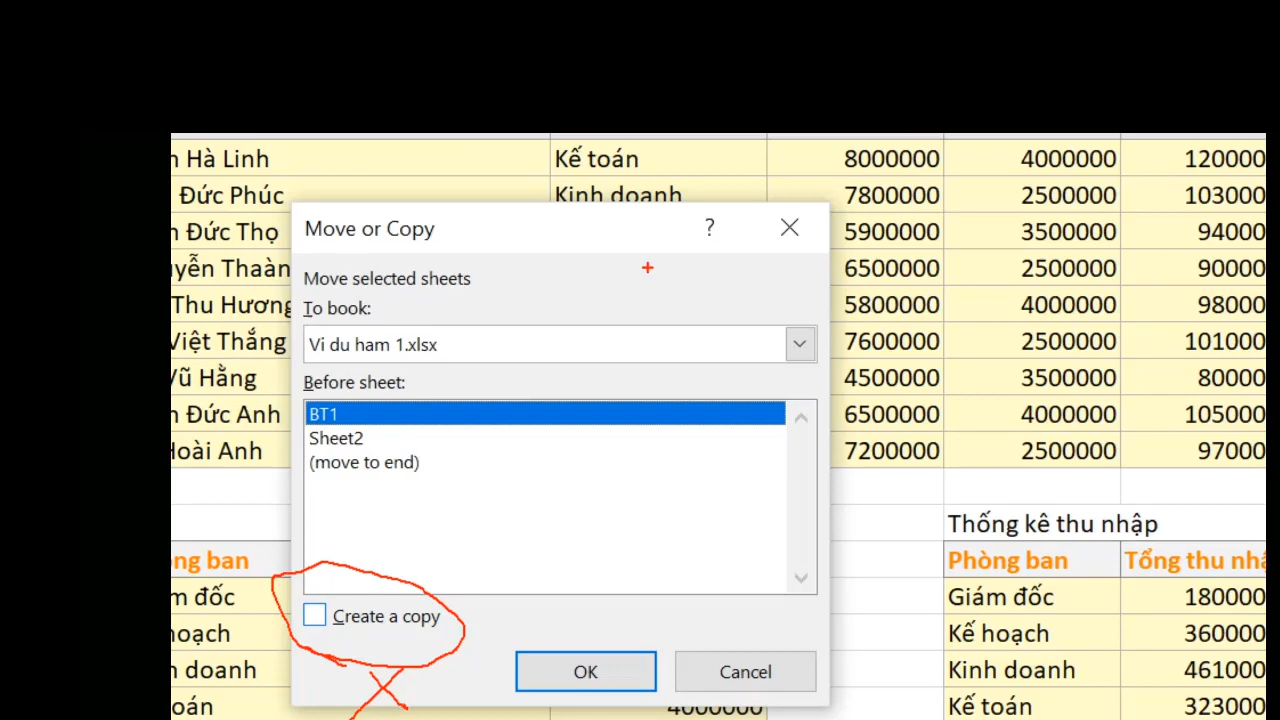 Hà Linh Kế toán 8000000 4000000 120000
Đức Phúc Kinh doanh 7800000 2500000 103000
Move or Copy ?
Đức Thọ 5900000 3500000 94000
Thaàn 6500000 2500000 90000
Move selected sheets
Thu Hương 5800000 4000000 98000
To book:
Việt Thắng 7600000 2500000 101000
Vi du ham 1.xlsx
Vũ Hằng 4500000 3500000 80000
Before sheet:
BT1
Đức Anh 6500000 4000000 105000
Sheet2
Hoài Anh 7200000 2500000 97000
(move to end)
Thống kê thu nhập
ban Phòng ban Tổng thu nhậ
đốc Giám đốc 180000
Create a copy
hoạch Kế hoạch 360000
OK Cancel
doanh Kinh doanh 461000
oán 4000000 Kế toán 323000